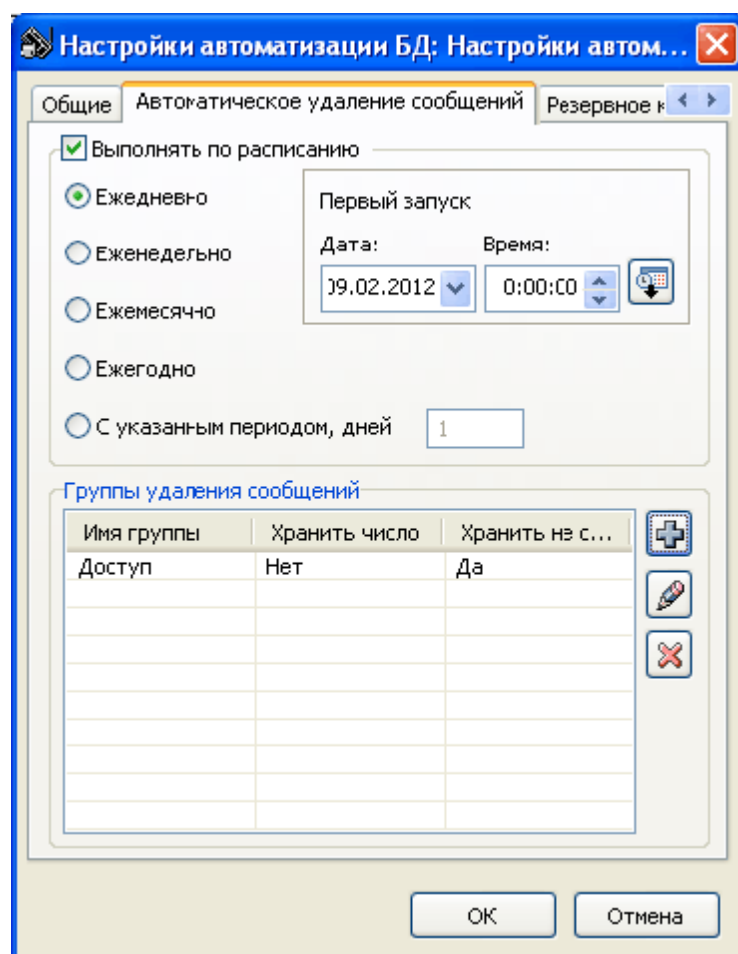 Настройки автоматизации БД: Настройки автом...
Общие Автоматическое удаление сообщений Резервное к
Выполнять по расписанию
Ежедневно
Первый запуск
Дата: Время:
09.02.2012 0:00:00
Еженедельно
Ежемесячно
Ежегодно
С указанным периодом, дней 1
Группы удаления сообщений
Имя группы Хранить число Хранить не с...
Доступ Нет Да
OK Отмена